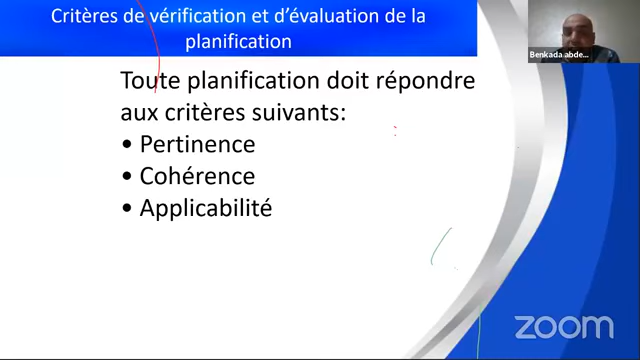 Critères de vérification et d'évaluation de la
planification
Benkada abde...
Toute planification doit répondre
aux critères suivants:
• Pertinence
• Cohérence
• Applicabilité
zoom